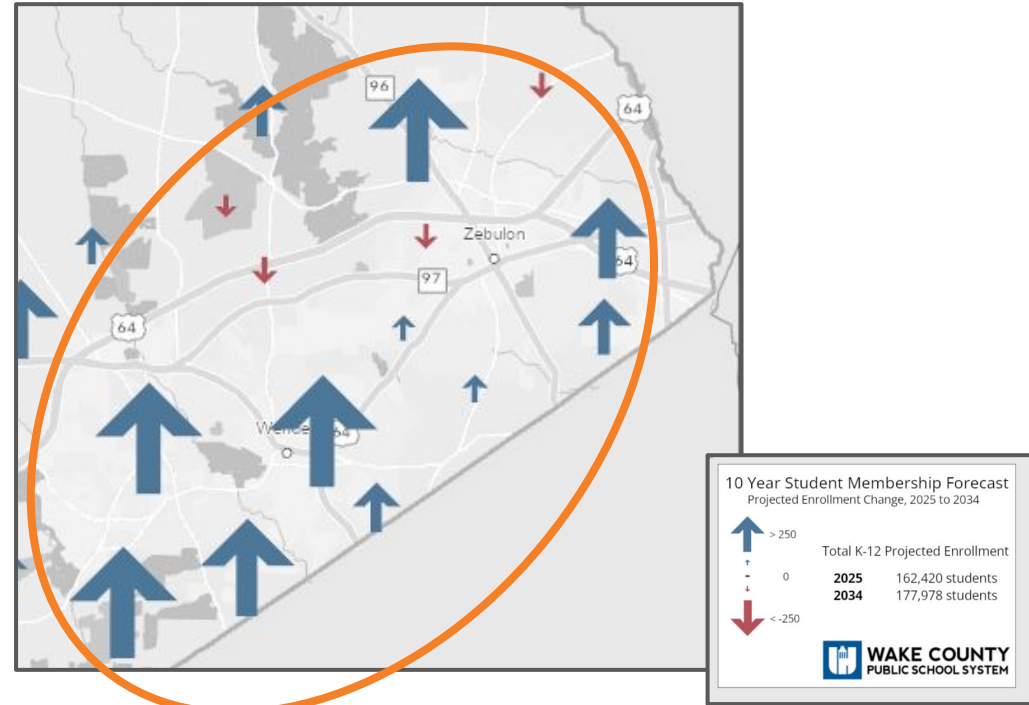 96
64
Zebulon
64
97
64
64
10 Year Student Membership Forecast
Projected Enrollment Change, 2025 to 2034
> 250
Total K-12 Projected Enrollment
0
2025 162,420 students
2034 177,978 students
< -250
WAKE COUNTY
PUBLIC SCHOOL SYSTEM